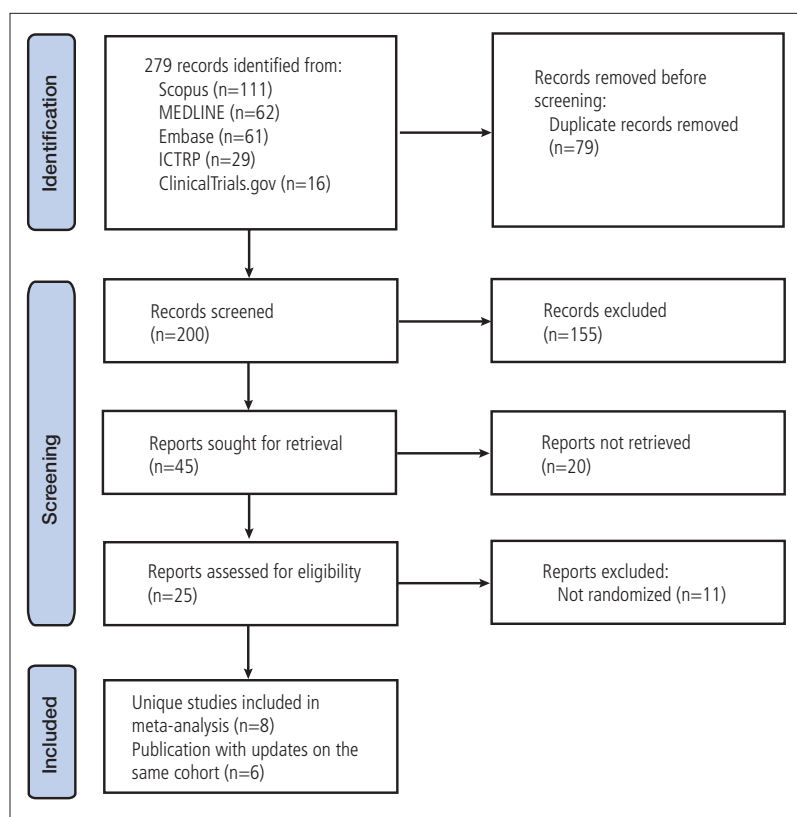 Identification
279 records identified from:
Scopus (n=111)
MEDLINE (n=62)
Embase (n=61)
ICTRP (n=29)
ClinicalTrials.gov (n=16)
Records removed before
screening:
Duplicate records removed
(n=79)
Screening
Records screened
(n=200)
Records excluded
(n=155)
Reports sought for retrieval
(n=45)
Reports not retrieved
(n=20)
Reports assessed for eligibility
(n=25)
Reports excluded:
Not randomized (n=11)
Included
Unique studies included in
meta-analysis (n=8)
Publication with updates on the
same cohort (n=6)